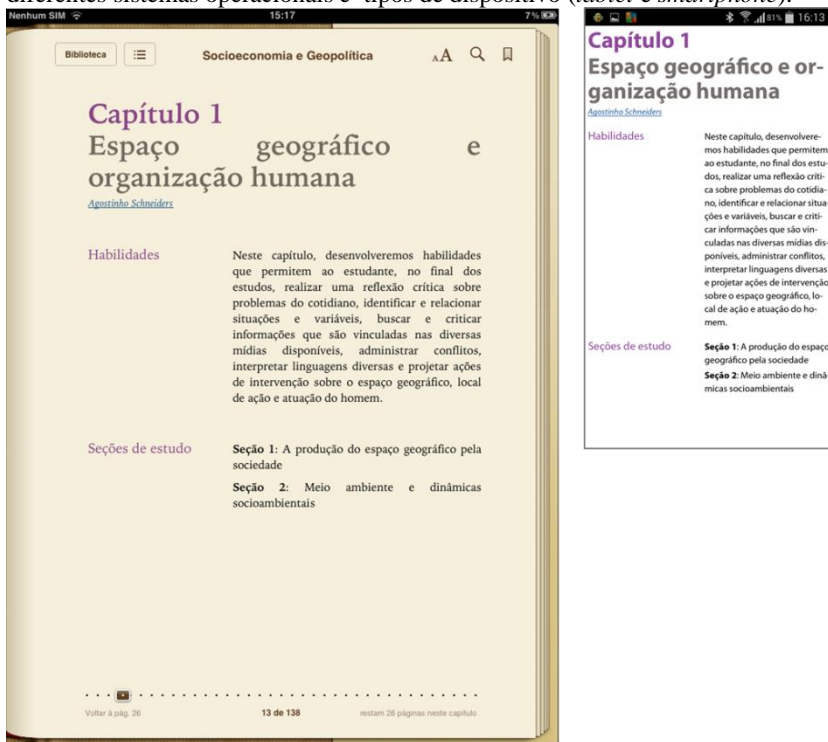 diferentes sistemas operacionais e tipos de dispositivo (tablet e smartphone).
Nenhum SIM 15:17 7%
Biblioteca Socioeconomia e Geopolítica AA
Capítulo 1
Espaço geográfico e
organização humana
Agostinho Schneiders
Habilidades
Neste capítulo, desenvolveremos habilidades
que permitem ao estudante, no final dos
estudos, realizar uma reflexão crítica sobre
problemas do cotidiano, identificar e relacionar
situações e variáveis, buscar e criticar
informações que são vinculadas nas diversas
mídias disponíveis, administrar conflitos,
interpretar linguagens diversas e projetar ações
de intervenção sobre o espaço geográfico, local
de ação e atuação do homem.
Seções de estudo
Seção 1: A produção do espaço geográfico pela
sociedade
Seção 2: Meio ambiente e dinâmicas
socioambientais
Voltar à pág. 26 13 de 138 restam 26 páginas neste capítulo
81% 16:13
Capítulo 1
Espaço geográfico e or-
ganização humana
Agostinho Schneiders
Habilidades
Neste capítulo, desenvolvere-
mos habilidades que permitem
ao estudante, no final dos estu-
dos, realizar uma reflexão críti-
ca sobre problemas do cotidia-
no, identificar e relacionar situa-
ções e variáveis, buscar e criti-
car informações que são vin-
culadas nas diversas mídias dis-
poníveis, administrar conflitos,
interpretar linguagens diversas
e projetar ações de intervenção
sobre o espaço geográfico, lo-
cal de ação e atuação do ho-
mem.
Seções de estudo
Seção 1: A produção do espaço
geográfico pela sociedade
Seção 2: Meio ambiente e dinâ-
micas socioambientais